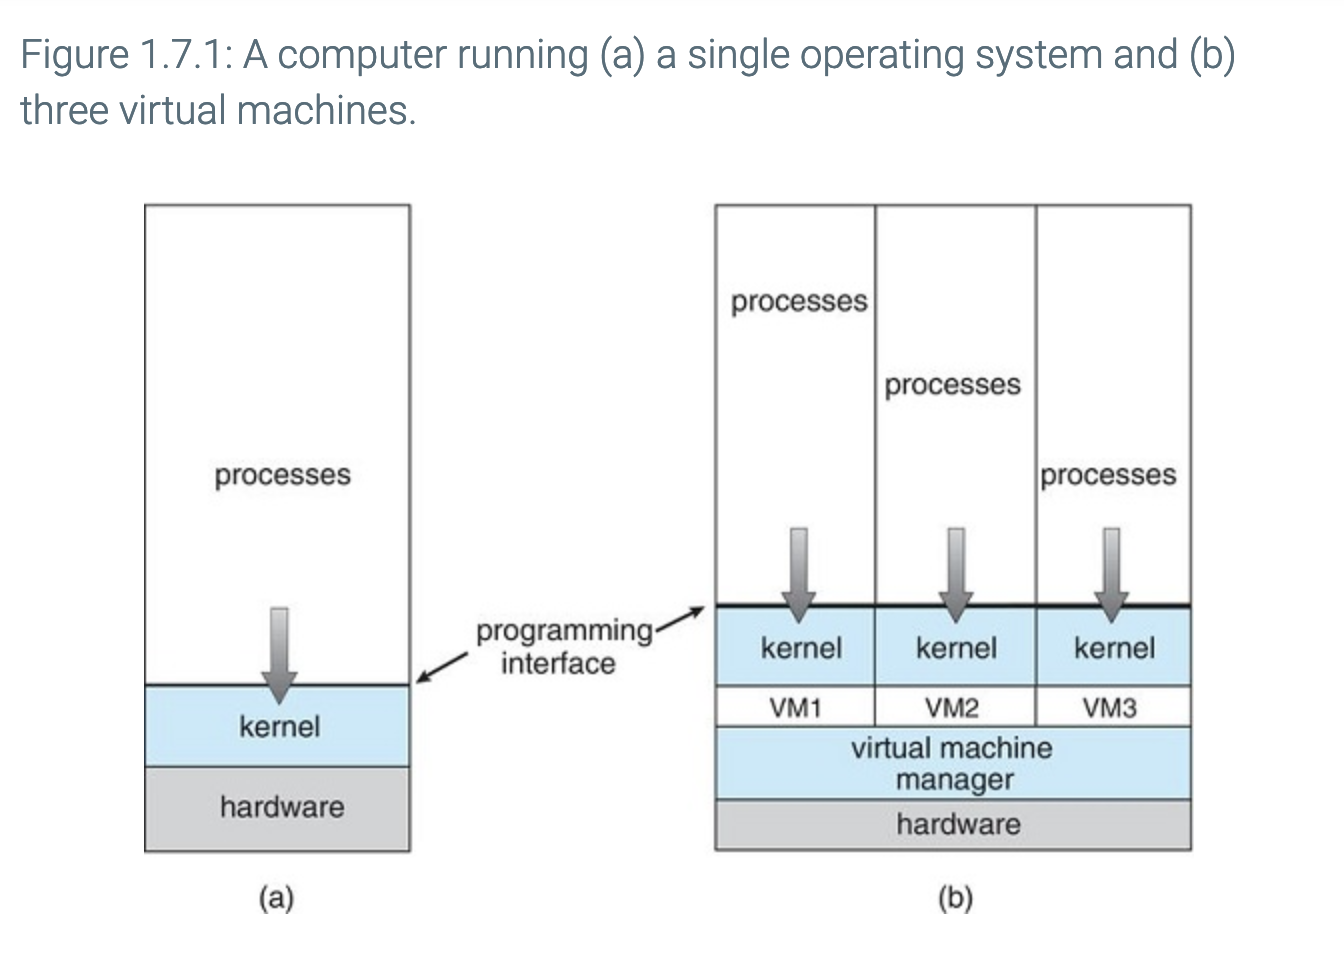 Figure 1.7.1: A computer running (a) a single operating system and (b)
three virtual machines.
processes
kernel
hardware
(a)
programming
interface
processes
processes
processes
kernel
kernel
kernel
VM1
VM2
VM3
virtual machine
manager
hardware
(b)